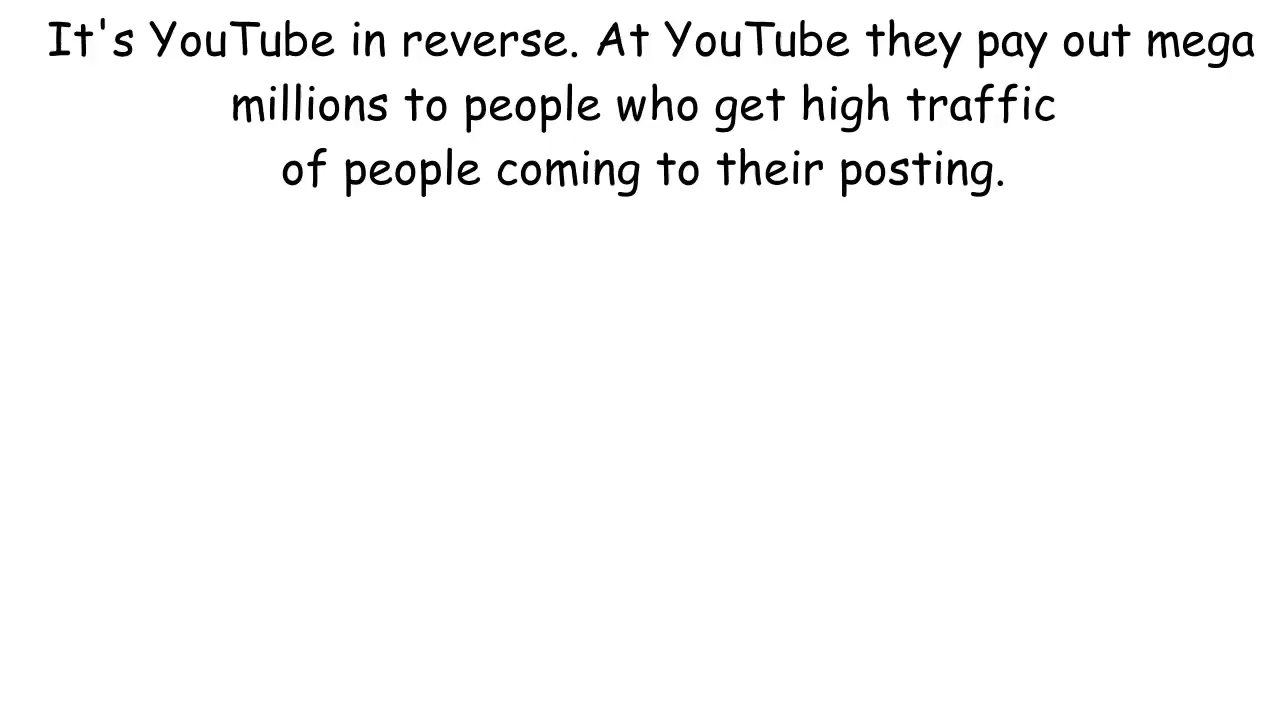 It's YouTube in reverse. At YouTube they pay out mega
millions to people who get high traffic
of people coming to their posting.